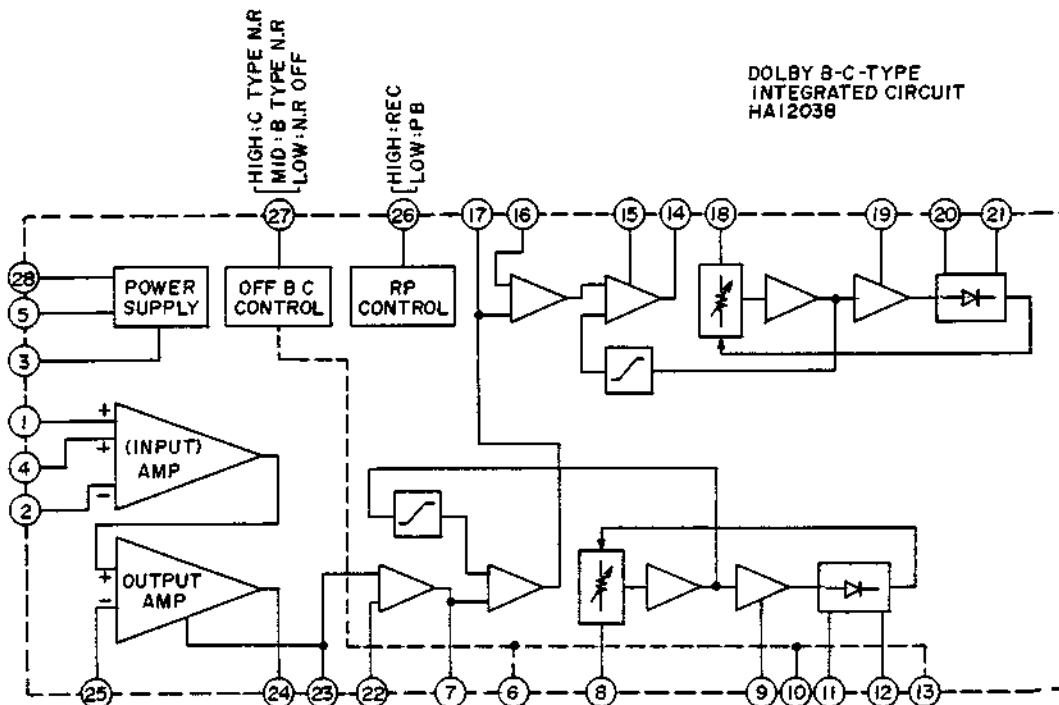 HIGH:C TYPE N.R
MID:B TYPE N.R
LOW:N.R OFF
HIGH:REC
LOW:PB
DOLBY B-C-TYPE
INTEGRATED CIRCUIT
HA12038
27
26
17
16
15
14
18
19
20
21
28
5
3
POWER
SUPPLY
OFF B C
CONTROL
RP
CONTROL
1
4
2
+
+
-
(INPUT)
AMP
+
-
OUTPUT
AMP
25
24
23
22
7
6
8
9
10
11
12
13